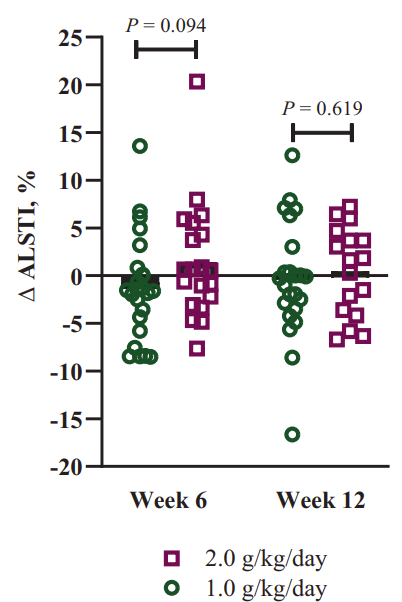 P = 0.094
25
20
P = 0.619
15
10
5
0
-5
-10
-15
-20
Δ ALSTI, %
Week 6 Week 12
2.0 g/kg/day
1.0 g/kg/day